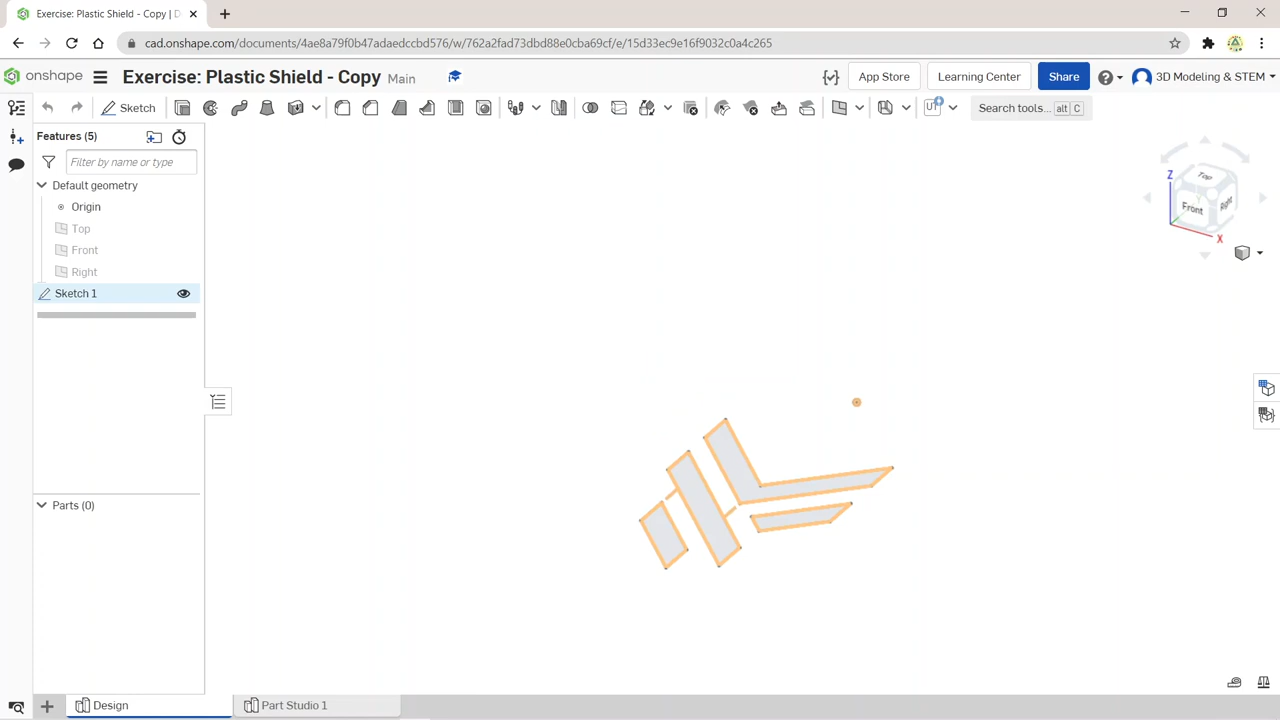 Exercise: Plastic Shield - Copy | D
cad.onshape.com/documents/4ae8a79f0b47adaedccbd576/w/762a2fad73dbd88e0cba69cf/e/15d33ec9e16f9032c0a4c265
onshape
Exercise: Plastic Shield - Copy Main
App Store
Learning Center
Share
3D Modeling & STEM
Sketch
Search tools... alt C
Features (5)
Filter by name or type
Default geometry
Origin
Top
Front
Right
Sketch 1
Parts (0)
Z
Top
Front
Right
X
Design
Part Studio 1